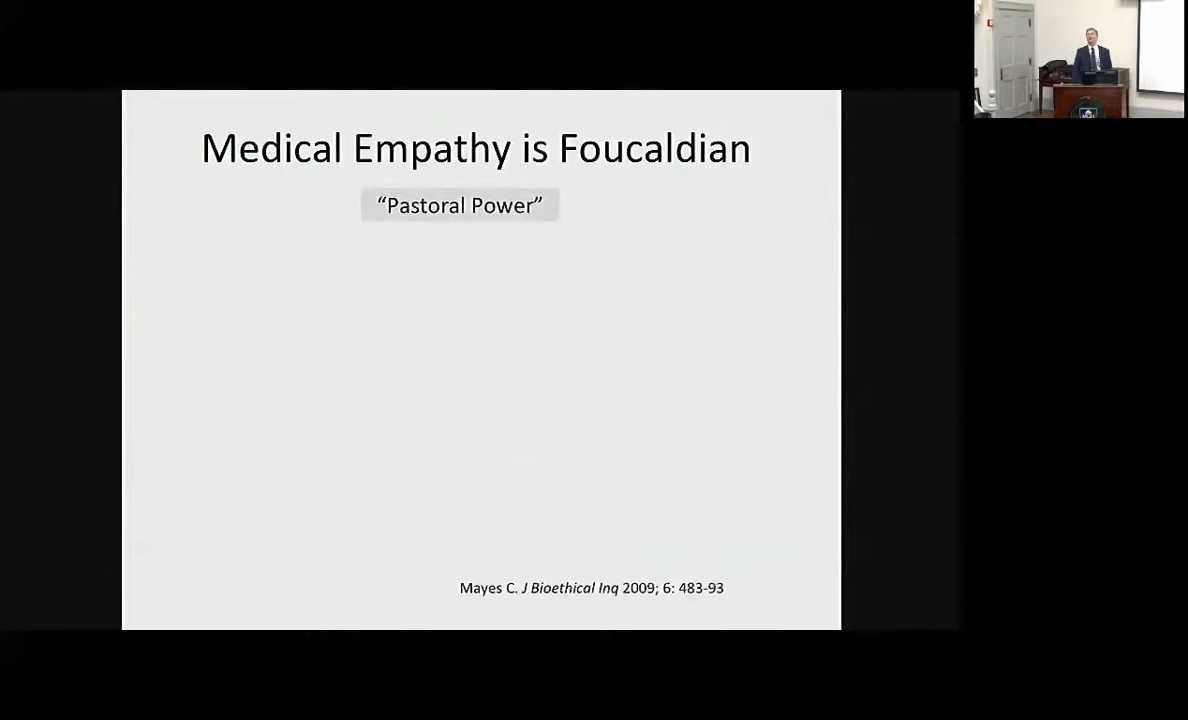 Medical Empathy is Foucaldian
“Pastoral Power”
Mayes C. J Bioethical Inq 2009; 6: 483-93